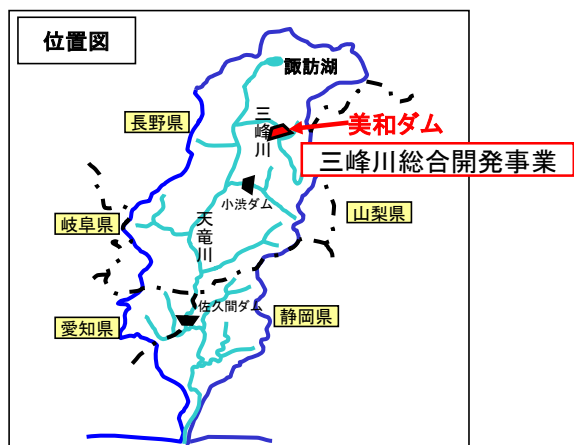 位置図
諏訪湖
三峰川
長野県
美和ダム
三峰川総合開発事業
小渋ダム
山梨県
岐阜県
天竜川
佐久間ダム
静岡県
愛知県